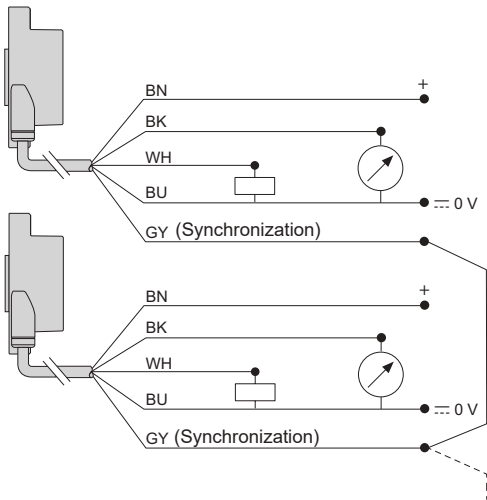 BN
+
BK
WH
BU
⎓ 0 V
GY (Synchronization)
BN
+
BK
WH
BU
⎓ 0 V
GY (Synchronization)